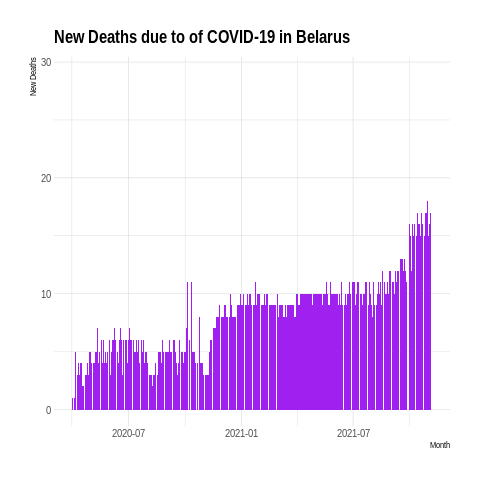 New Deaths due to of COVID-19 in Belarus
New Deaths
30
20
10
0
2020-07
2021-01
2021-07
Month